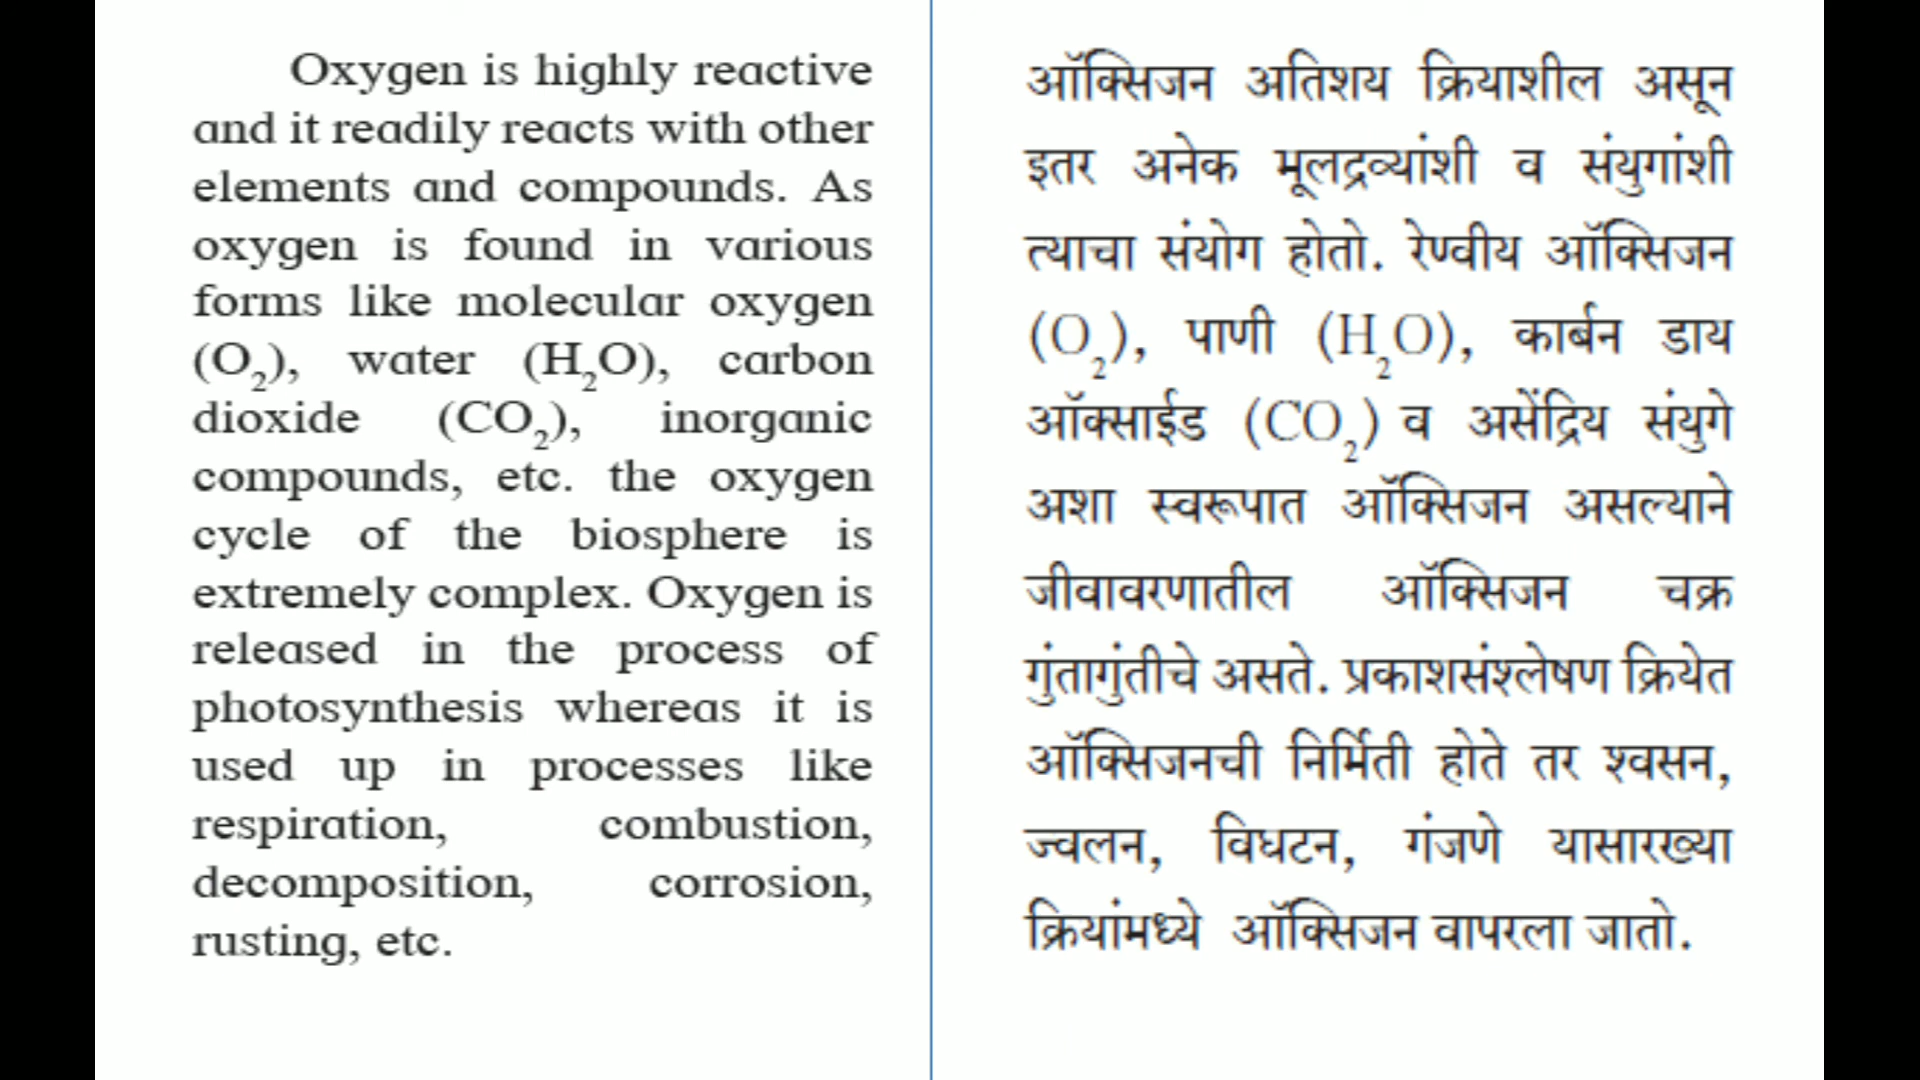 Oxygen is highly reactive
and it readily reacts with other
elements and compounds. As
oxygen is found in various
forms like molecular oxygen
(O₂), water (H₂O), carbon
dioxide (CO₂), inorganic
compounds, etc. the oxygen
cycle of the biosphere is
extremely complex. Oxygen is
released in the process of
photosynthesis whereas it is
used up in processes like
respiration, combustion,
decomposition, corrosion,
rusting, etc.
ऑक्सिजन अतिशय क्रियाशील असून
इतर अनेक मूलद्रव्यांशी व संयुगांशी
त्याचा संयोग होतो. रेण्वीय ऑक्सिजन
(O₂), पाणी (H₂O), कार्बन डाय
ऑक्साईड (CO₂) व असेंद्रिय संयुगे
अशा स्वरूपात ऑक्सिजन असल्याने
जीवावरणातील ऑक्सिजन चक्र
गुंतागुंतीचे असते. प्रकाशसंश्लेषण क्रियेत
ऑक्सिजनची निर्मिती होते तर श्वसन,
ज्वलन, विघटन, गंजणे यासारख्या
क्रियांमध्ये ऑक्सिजन वापरला जातो.